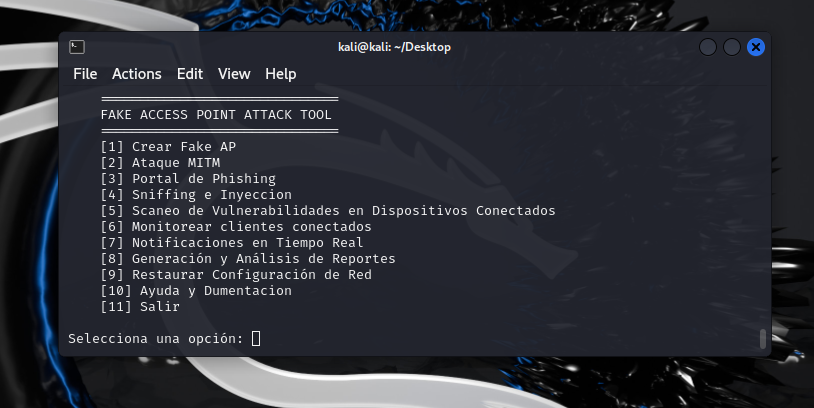 kali@kali: ~/Desktop
File Actions Edit View Help
FAKE ACCESS POINT ATTACK TOOL
[1] Crear Fake AP
[2] Ataque MITM
[3] Portal de Phishing
[4] Sniffing e Inyeccion
[5] Scaneo de Vulnerabilidades en Dispositivos Conectados
[6] Monitorear clientes conectados
[7] Notificaciones en Tiempo Real
[8] Generación y Análisis de Reportes
[9] Restaurar Configuración de Red
[10] Ayuda y Dumentacion
[11] Salir
Selecciona una opción: